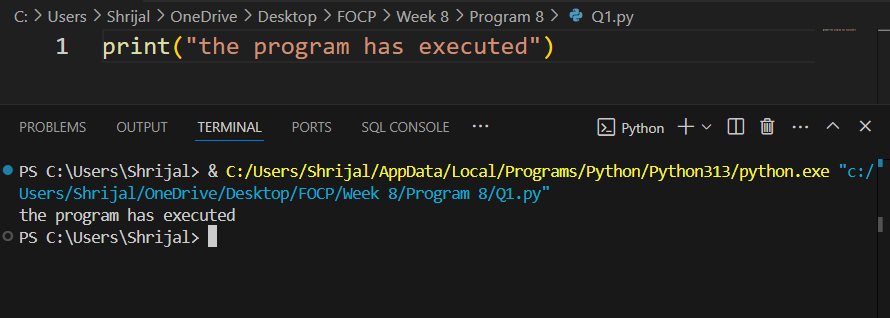 C: > Users > Shrijal > OneDrive > Desktop > FOCP > Week 8 > Program 8 > Q1.py
1 print("the program has executed")
PROBLEMS OUTPUT TERMINAL PORTS SQL CONSOLE ··· Python
PS C:\Users\Shrijal> & C:/Users/Shrijal/AppData/Local/Programs/Python/Python313/python.exe "c:/
Users/Shrijal/OneDrive/Desktop/FOCP/Week 8/Program 8/Q1.py"
the program has executed
PS C:\Users\Shrijal>